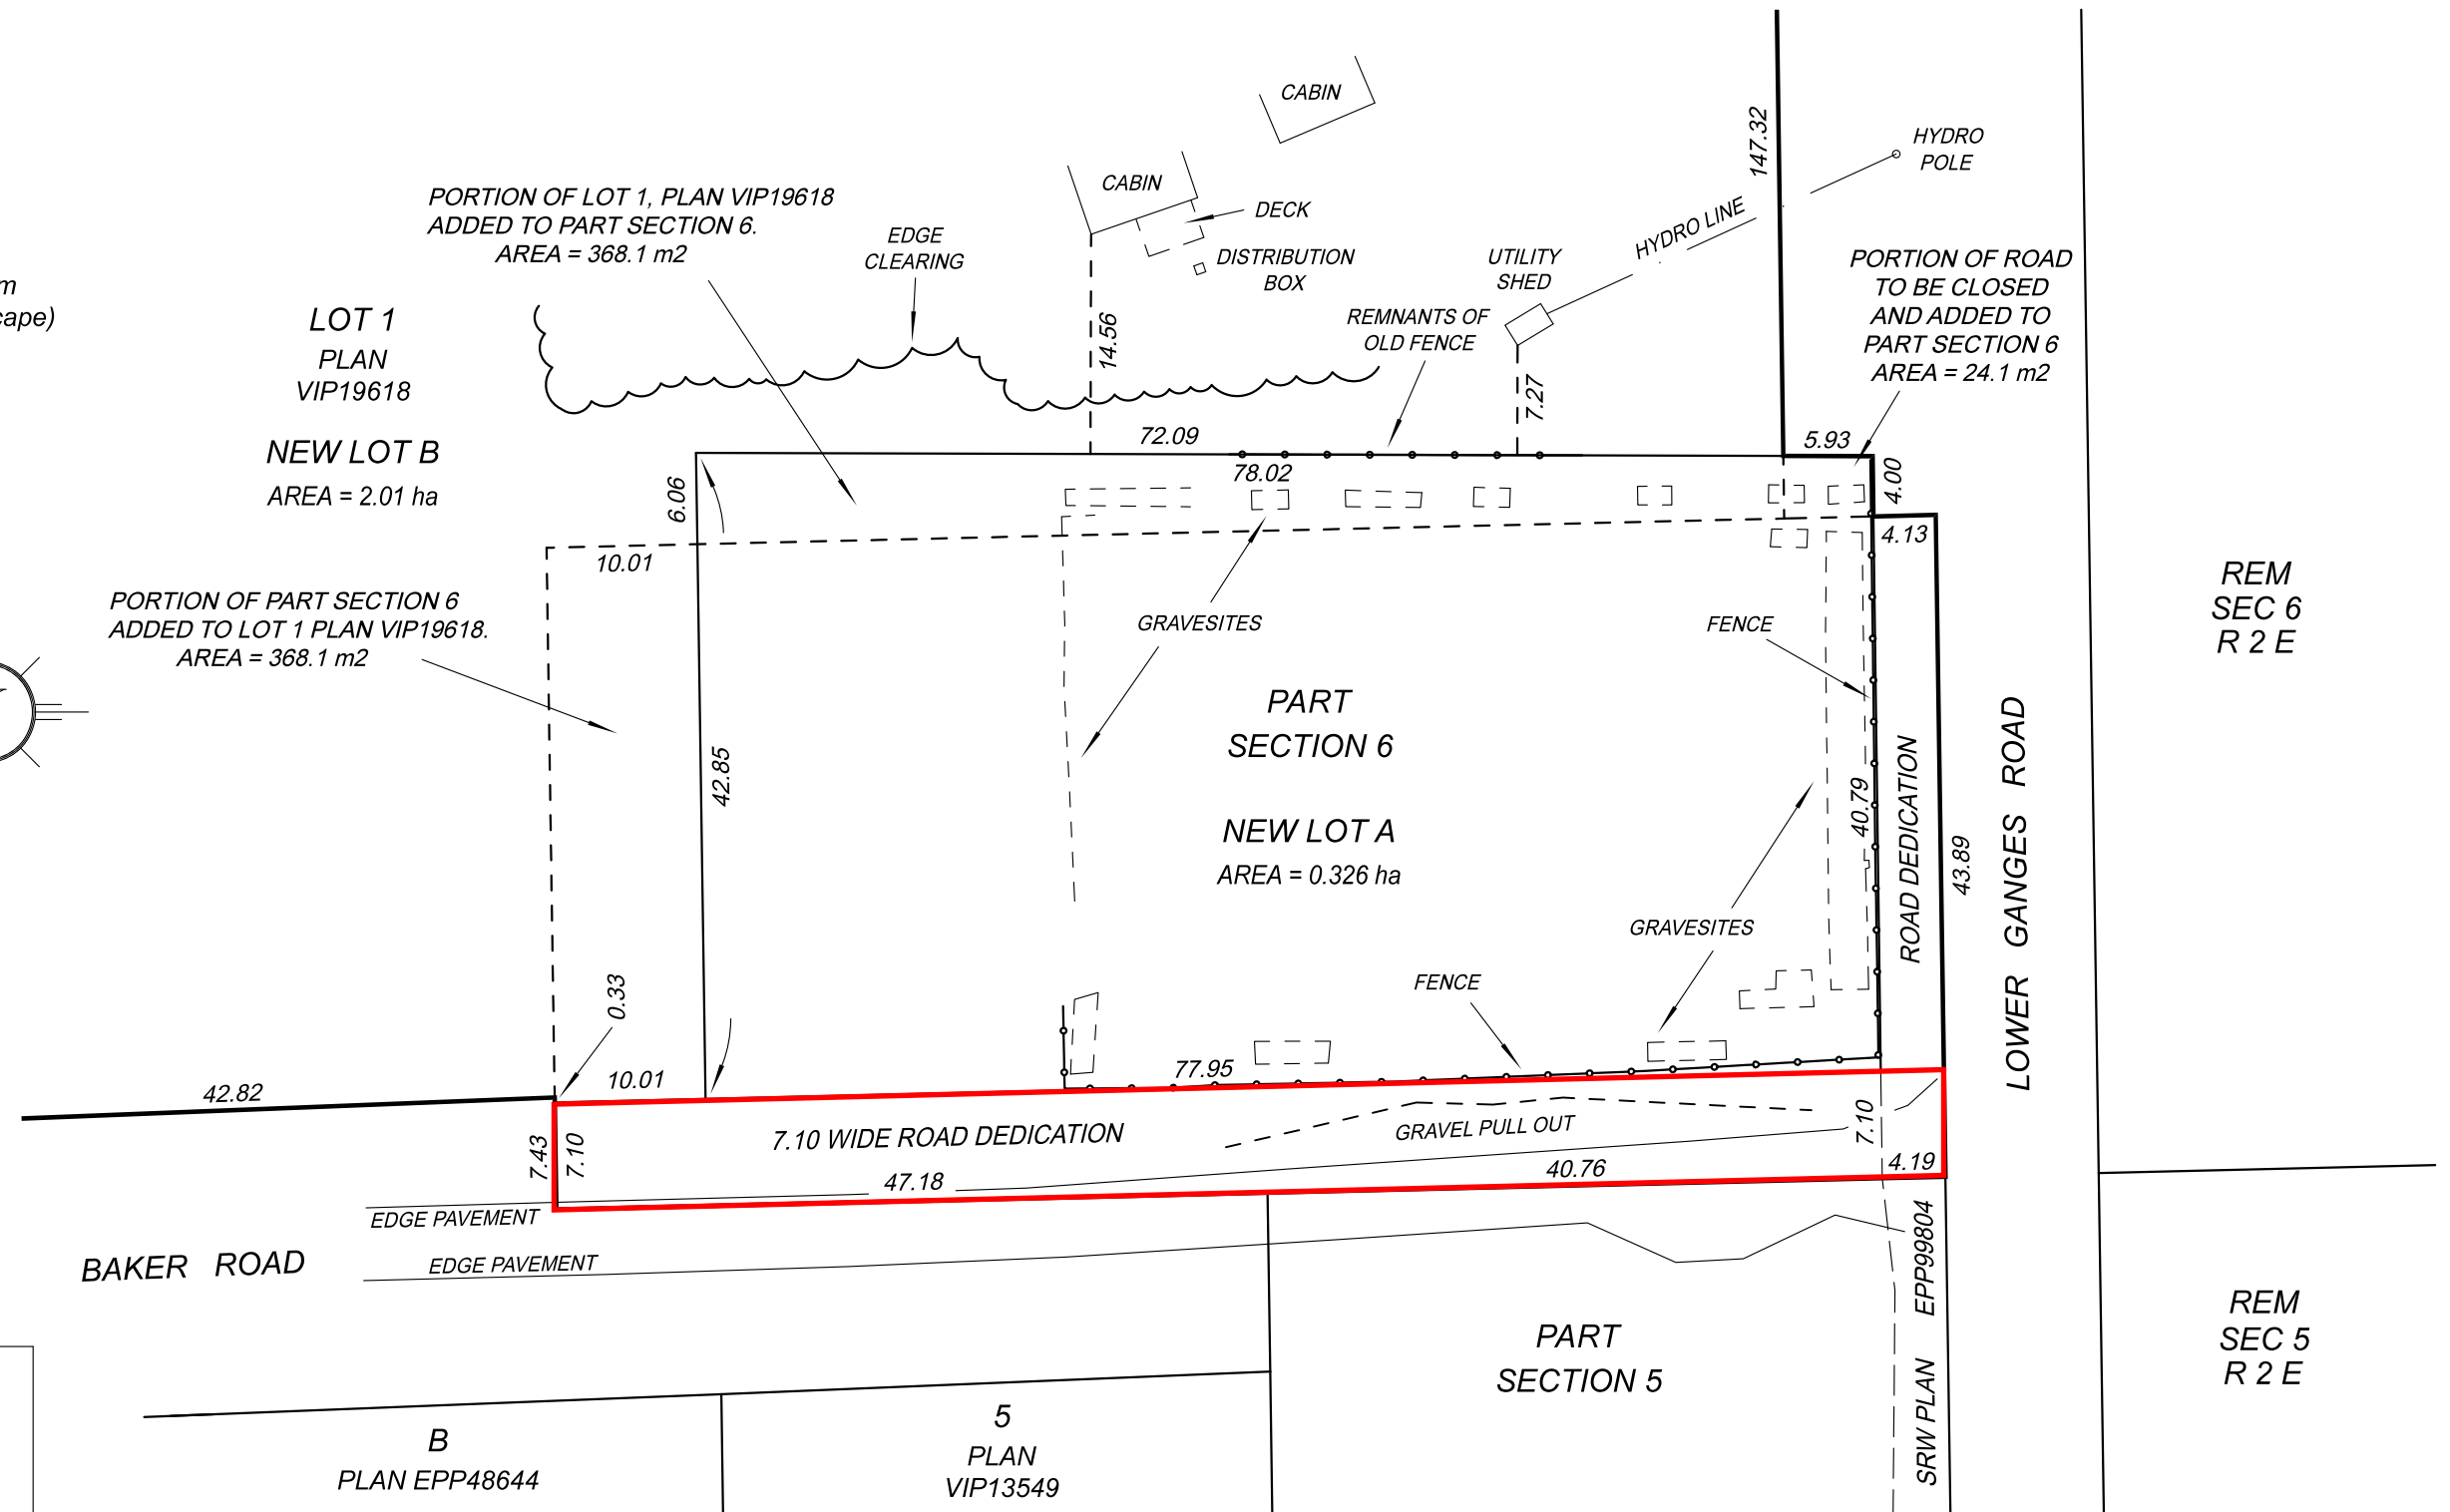 CABIN
147.32
HYDRO
POLE
CABIN
PORTION OF LOT 1, PLAN VIP19618
ADDED TO PART SECTION 6.
AREA = 368.1 m2
DECK
HYDRO LINE
EDGE
CLEARING
DISTRIBUTION
BOX
UTILITY
SHED
PORTION OF ROAD
TO BE CLOSED
AND ADDED TO
PART SECTION 6
AREA = 24.1 m2
m
cape)
LOT 1
PLAN
VIP19618
14.56
REMNANTS OF
OLD FENCE
7.27
NEW LOT B
AREA = 2.01 ha
72.09
5.93
78.02
6.06
4.00
10.01
4.13
PORTION OF PART SECTION 6
ADDED TO LOT 1 PLAN VIP19618.
AREA = 368.1 m2
GRAVESITES
FENCE
REM
SEC 6
R 2 E
PART
SECTION 6
42.85
40.79
ROAD DEDICATION
43.89
LOWER GANGES ROAD
NEW LOT A
AREA = 0.326 ha
GRAVESITES
FENCE
0.33
42.82
10.01
77.95
7.43
7.10
7.10 WIDE ROAD DEDICATION
GRAVEL PULL OUT
7.10
47.18
40.76
4.19
EDGE PAVEMENT
BAKER ROAD
EDGE PAVEMENT
SRW PLAN EPP99804
PART
SECTION 5
REM
SEC 5
R 2 E
B
PLAN EPP48644
5
PLAN
VIP13549